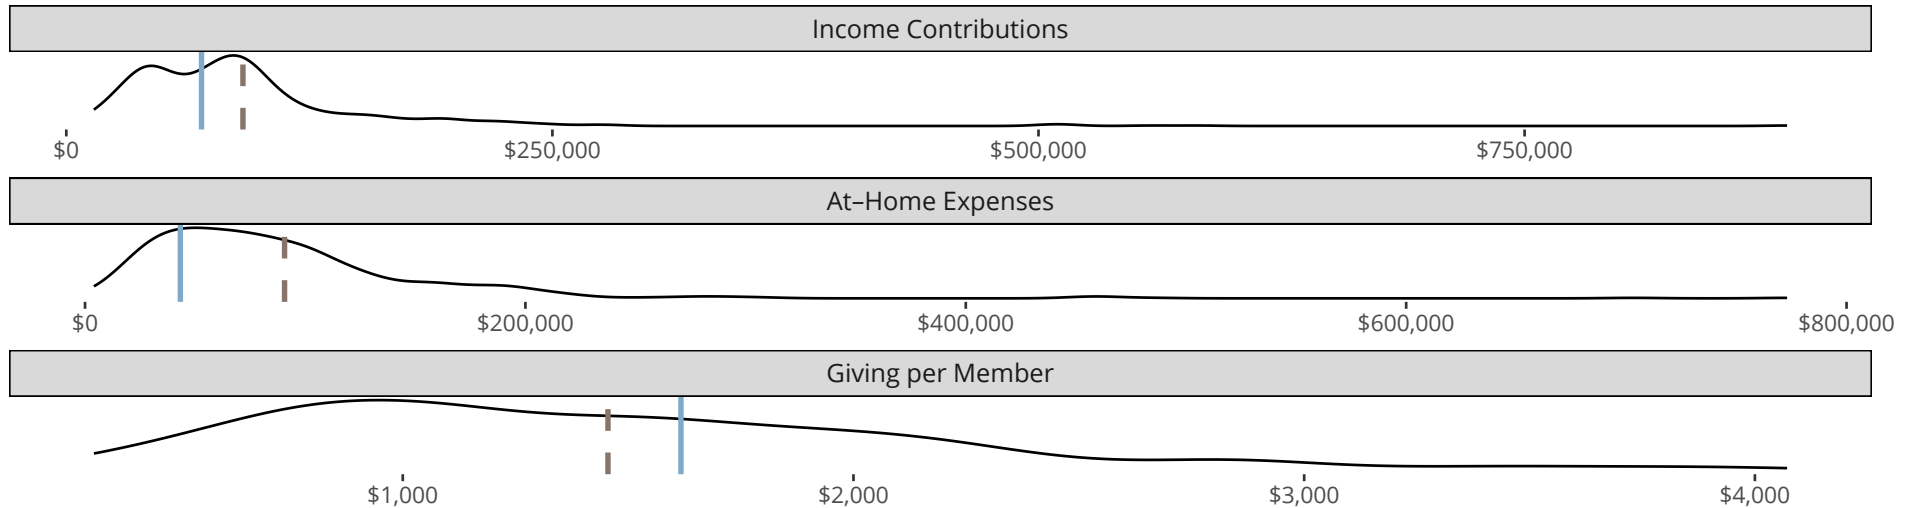 Income Contributions
$0 $250,000 $500,000 $750,000
At–Home Expenses
$0 $200,000 $400,000 $600,000 $800,000
Giving per Member
$1,000 $2,000 $3,000 $4,000